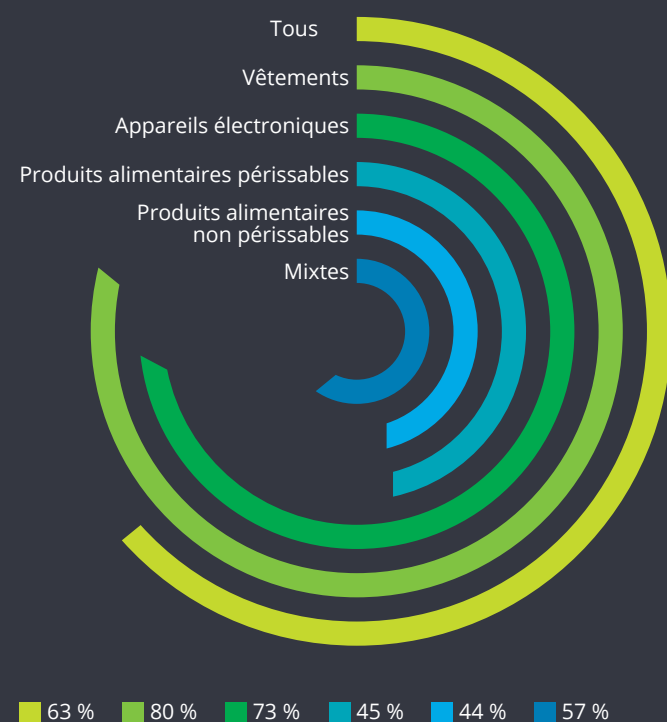 Tous
Vêtements
Appareils électroniques
Produits alimentaires périssables
Produits alimentaires
non périssables
Mixtes
63 % 80 % 73 % 45 % 44 % 57 %